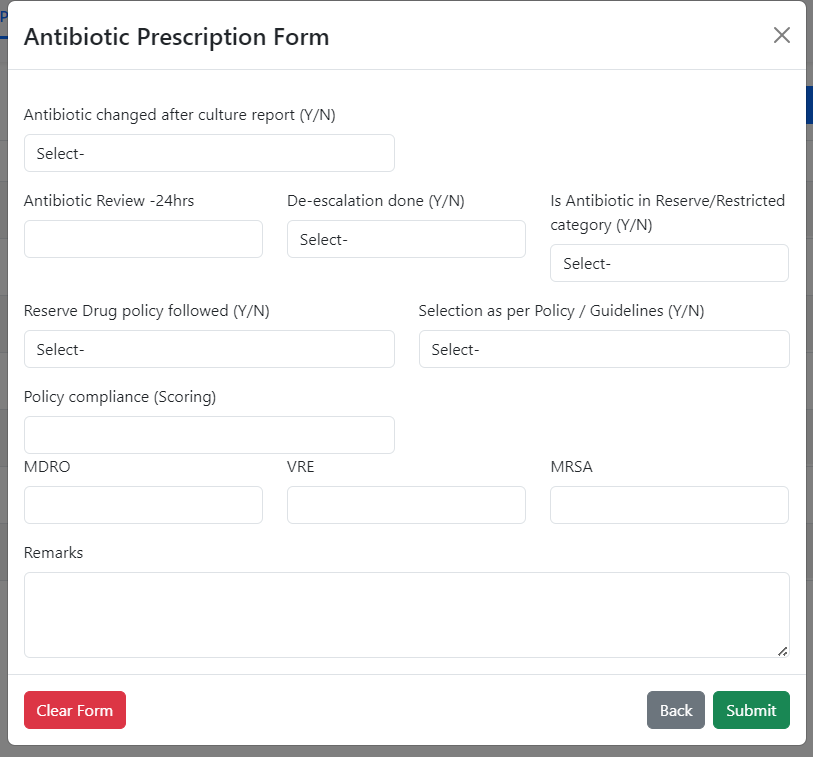 P
Antibiotic Prescription Form
Antibiotic changed after culture report (Y/N)
Select-
Antibiotic Review -24hrs
De-escalation done (Y/N)
Is Antibiotic in Reserve/Restricted
category (Y/N)
Select-
Select-
Reserve Drug policy followed (Y/N)
Selection as per Policy / Guidelines (Y/N)
Select-
Select-
Policy compliance (Scoring)
MDRO
VRE
MRSA
Remarks
Clear Form
Back
Submit